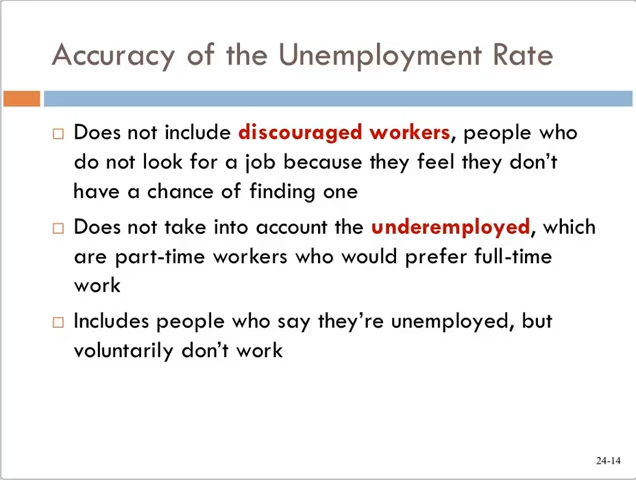 Accuracy of the Unemployment Rate
Does not include discouraged workers, people who
do not look for a job because they feel they don't
have a chance of finding one
Does not take into account the underemployed, which
are part-time workers who would prefer full-time
work
Includes people who say they're unemployed, but
voluntarily don't work
24-14